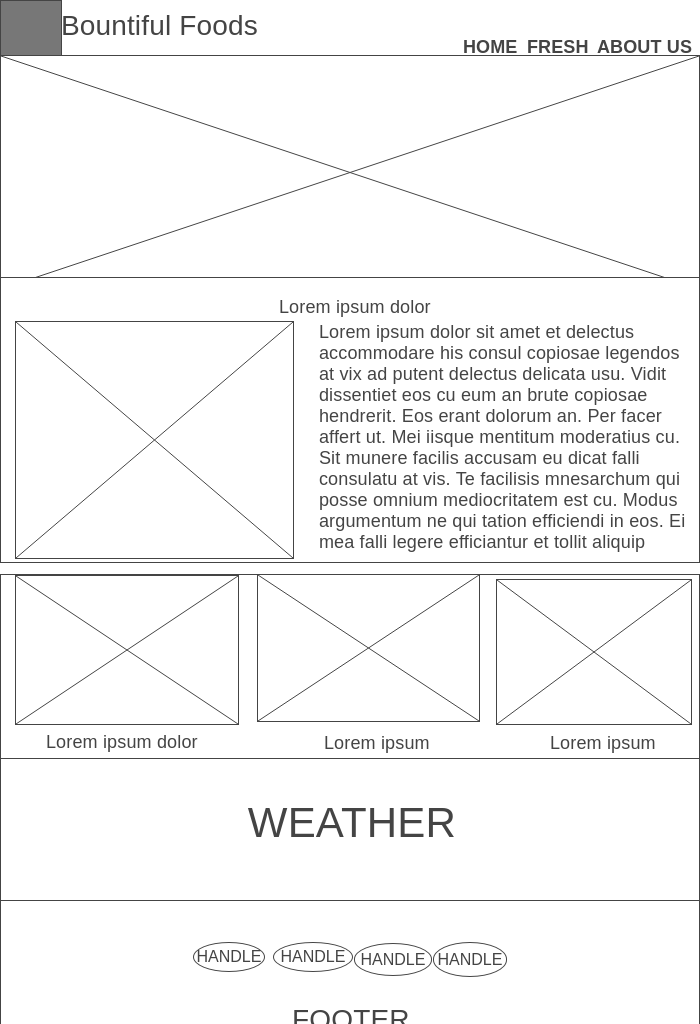 Bountiful Foods
HOME FRESH ABOUT US
Lorem ipsum dolor
Lorem ipsum dolor sit amet et delectus
accommodare his consul copiosae legendos
at vix ad putent delectus delicata usu. Vidit
dissentiet eos cu eum an brute copiosae
hendrerit. Eos erant dolorum an. Per facer
affert ut. Mei iisque mentitum moderatius cu.
Sit munere facilis accusam eu dicat falli
consulatu at vis. Te facilisis mnesarchum qui
posse omnium mediocritatem est cu. Modus
argumentum ne qui tation efficiendi in eos. Ei
mea falli legere efficiantur et tollit aliquip
Lorem ipsum dolor
Lorem ipsum
Lorem ipsum
WEATHER
HANDLE HANDLE HANDLE HANDLE
FOOTER